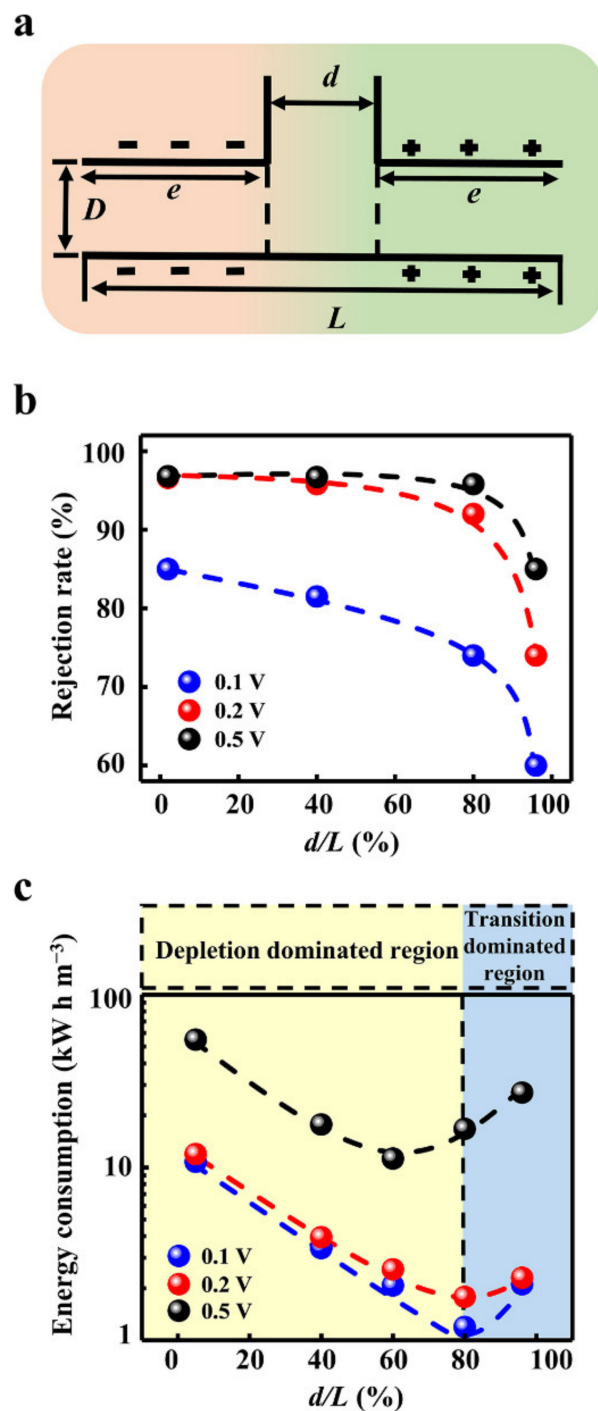 a
d
− − −
+ + +
e
e
D
− − −
+ + +
L
b
Rejection rate (%)
100
90
80
70
60
0.1 V
0.2 V
0.5 V
0 20 40 60 80 100
d/L (%)
c
Depletion dominated region
Transition
dominated
region
Energy consumption (kW h m⁻³)
100
10
1
0.1 V
0.2 V
0.5 V
0 20 40 60 80 100
d/L (%)